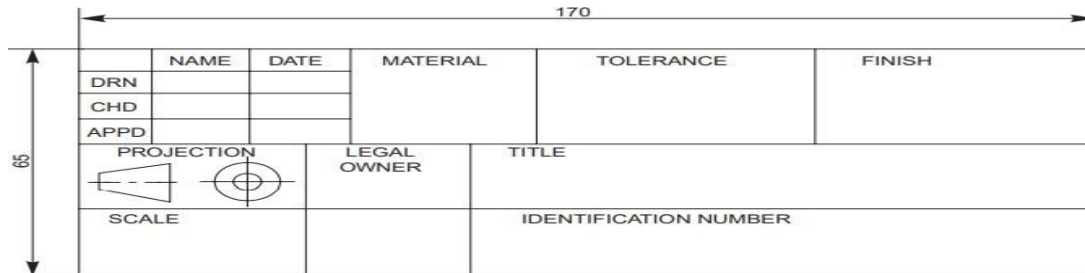 170
NAME DATE MATERIAL TOLERANCE FINISH
DRN
CHD
APPD
65
PROJECTION LEGAL OWNER TITLE
SCALE IDENTIFICATION NUMBER